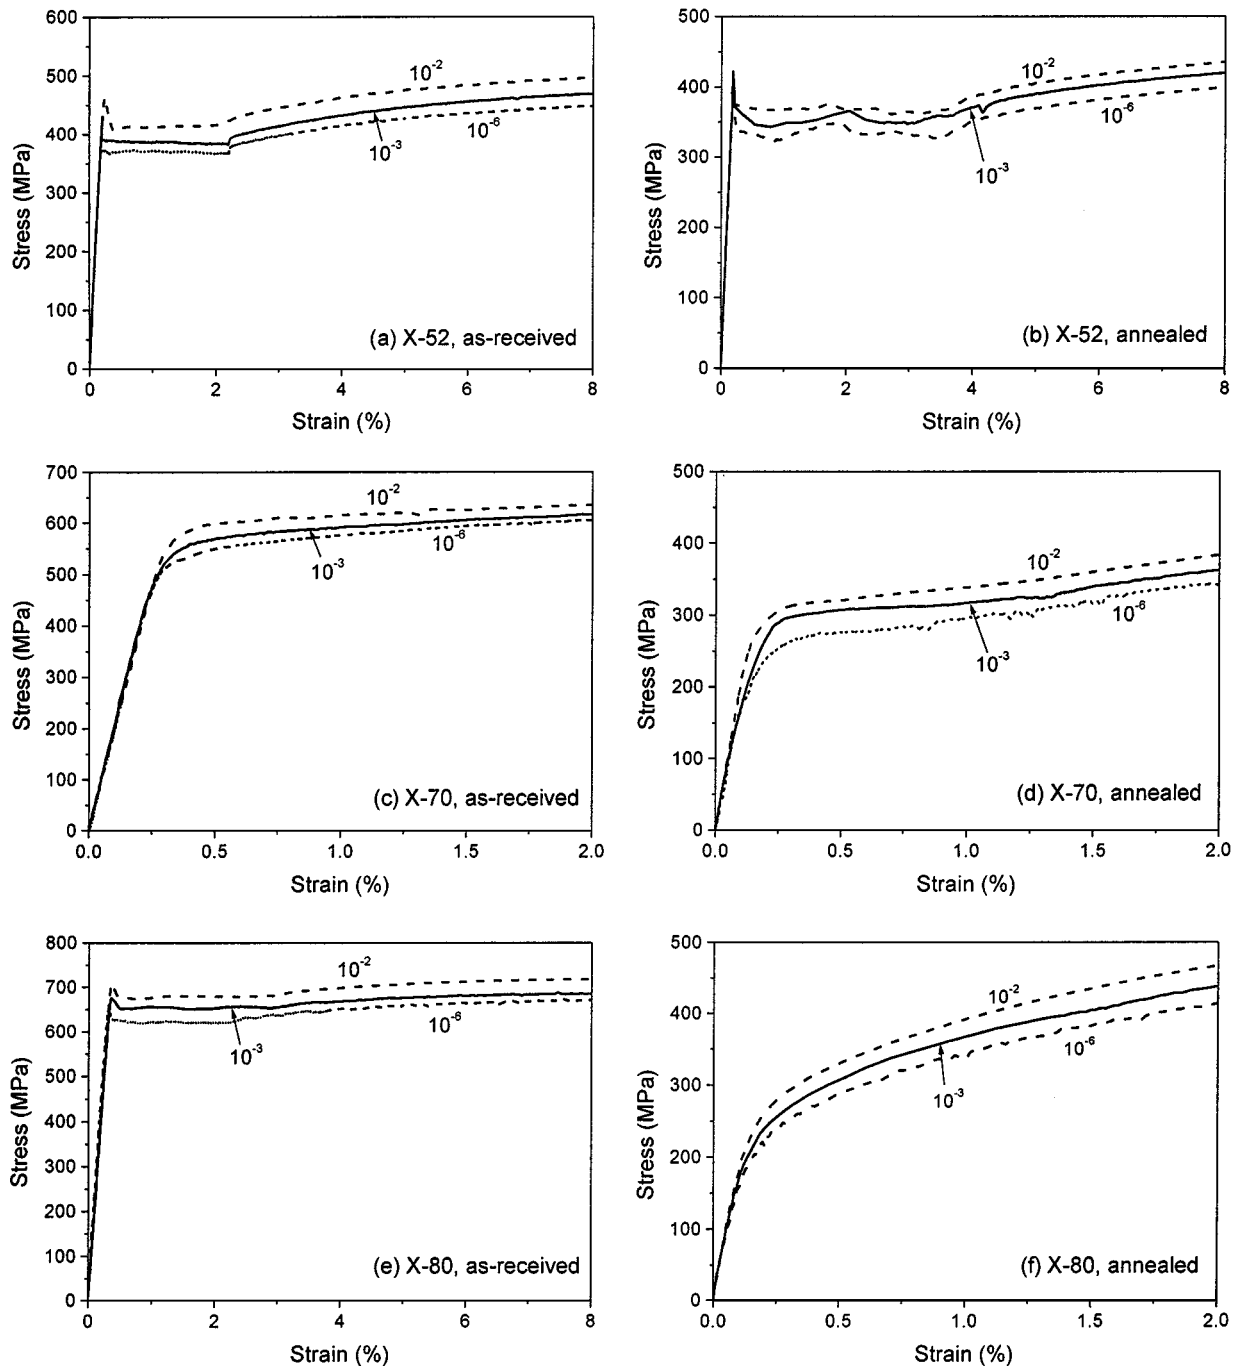 600
500
400
300
200
100
0
Stress (MPa)
10⁻²
10⁻³
10⁻⁶
(a) X-52, as-received
0 2 4 6 8
Strain (%)
500
400
300
200
100
0
Stress (MPa)
10⁻²
10⁻³
10⁻⁶
(b) X-52, annealed
0 2 4 6 8
Strain (%)
700
600
500
400
300
200
100
0
Stress (MPa)
10⁻²
10⁻³
10⁻⁶
(c) X-70, as-received
0.0 0.5 1.0 1.5 2.0
Strain (%)
500
400
300
200
100
0
Stress (MPa)
10⁻²
10⁻³
10⁻⁶
(d) X-70, annealed
0.0 0.5 1.0 1.5 2.0
Strain (%)
800
700
600
500
400
300
200
100
0
Stress (MPa)
10⁻²
10⁻³
10⁻⁶
(e) X-80, as-received
0 2 4 6 8
Strain (%)
500
400
300
200
100
0
Stress (MPa)
10⁻²
10⁻³
10⁻⁶
(f) X-80, annealed
0.0 0.5 1.0 1.5 2.0
Strain (%)